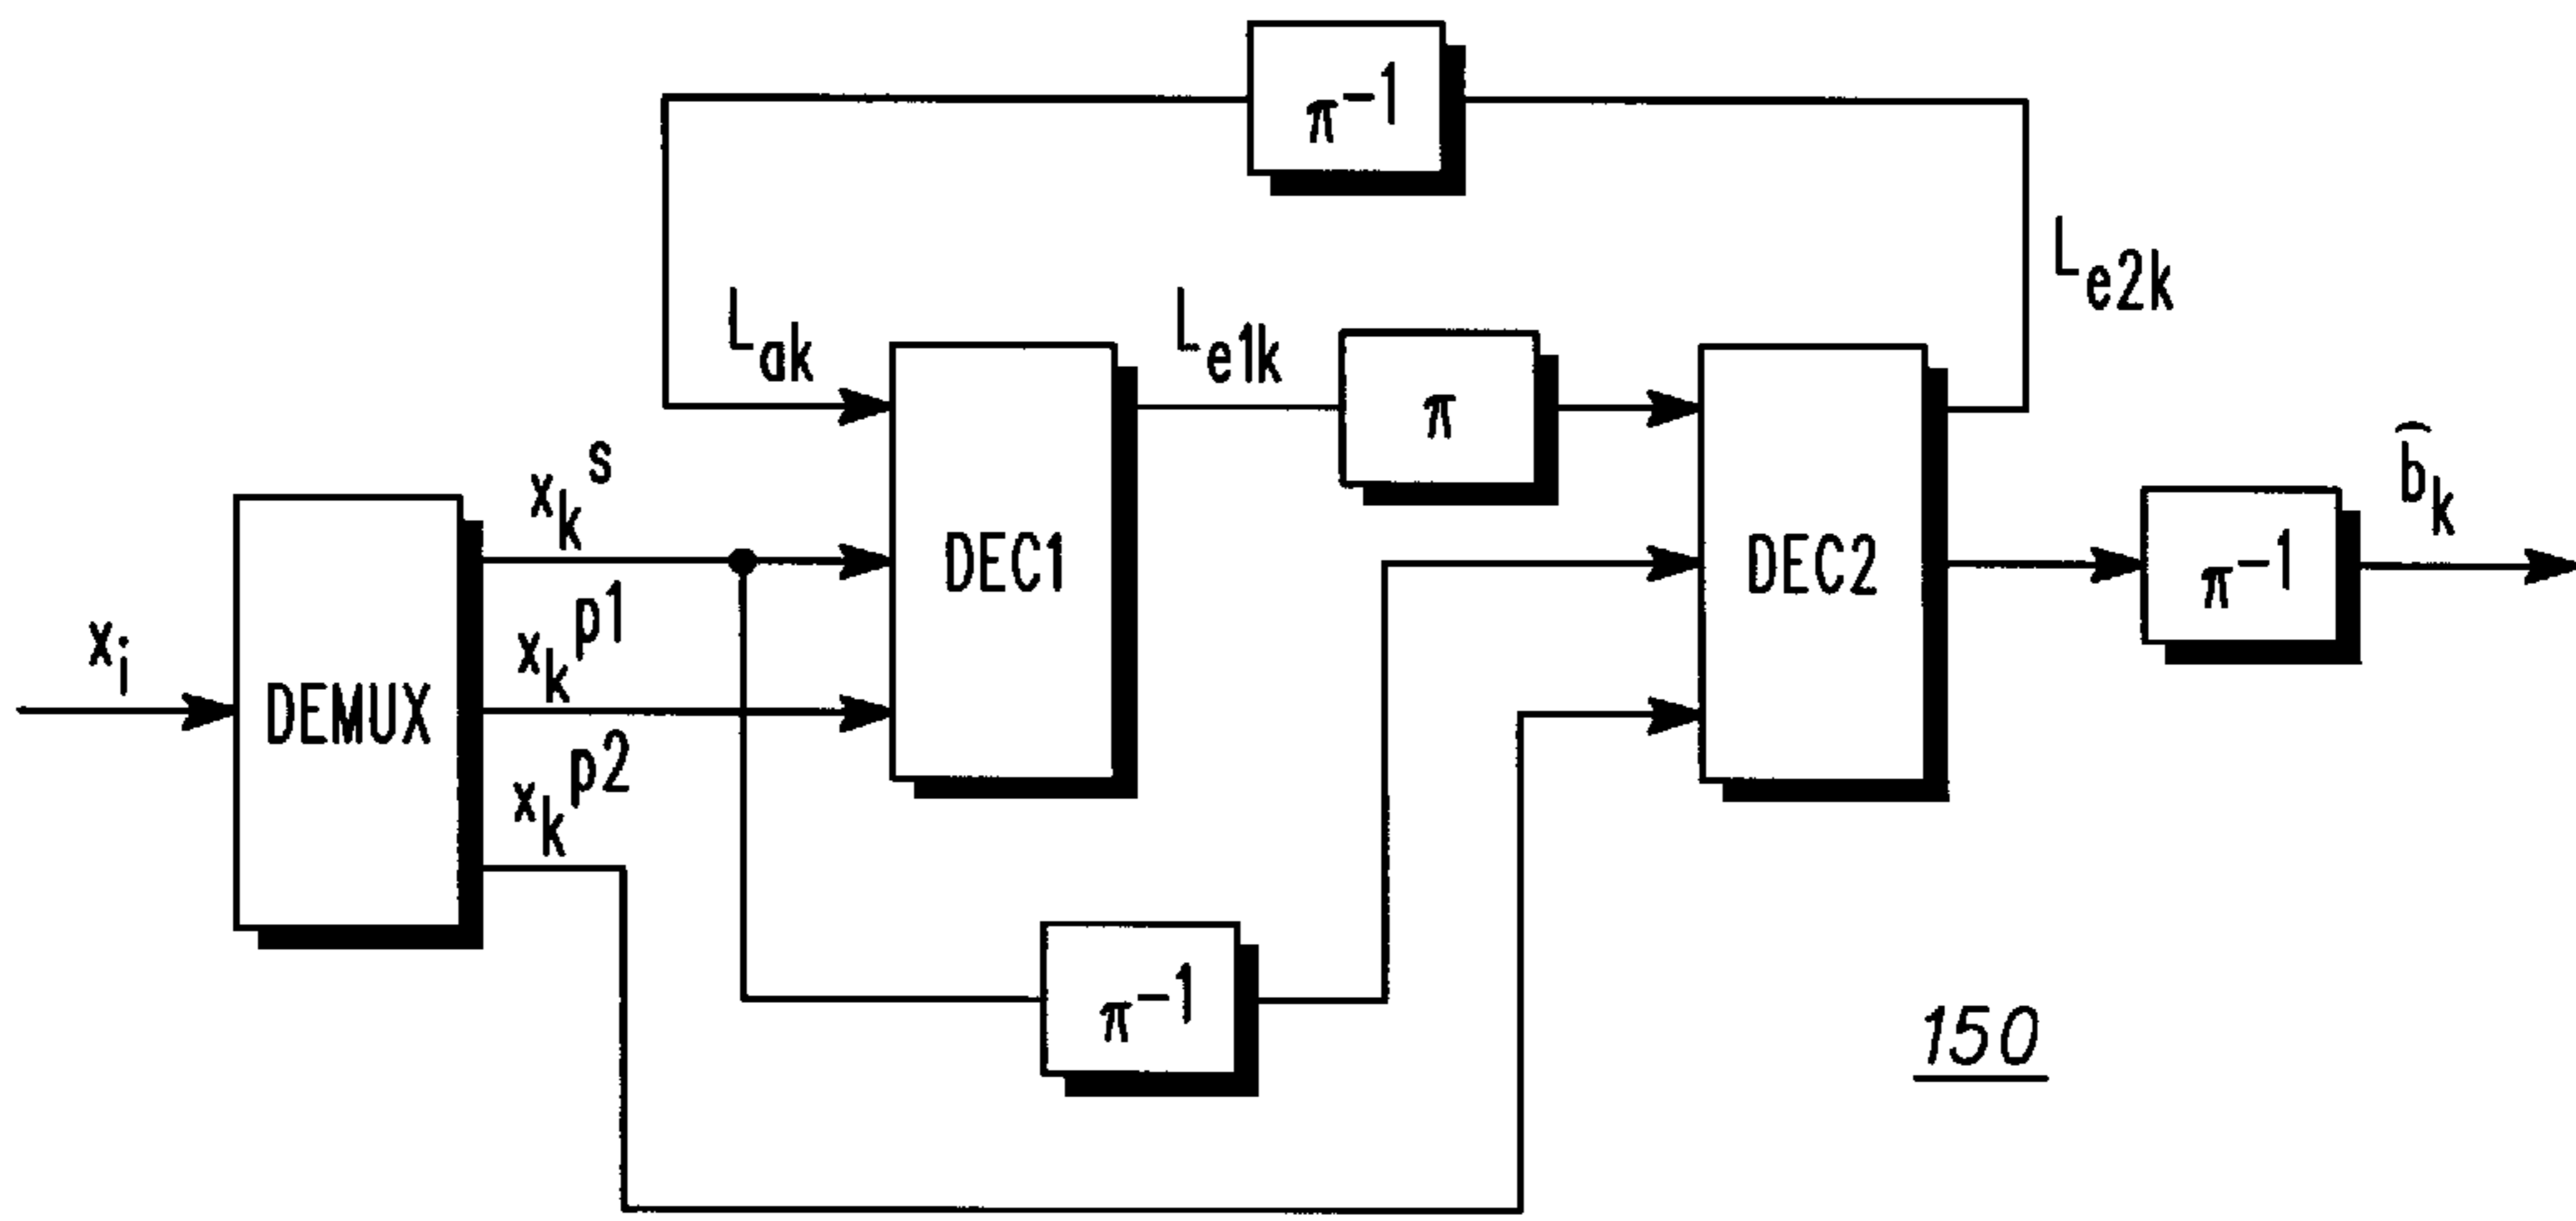 π⁻¹
L_ak
L_e1k
L_e2k
π
x_k^s
DEC1
DEC2
b̂_k
x_i
DEMUX
x_k^p1
π⁻¹
x_k^p2
π⁻¹
150